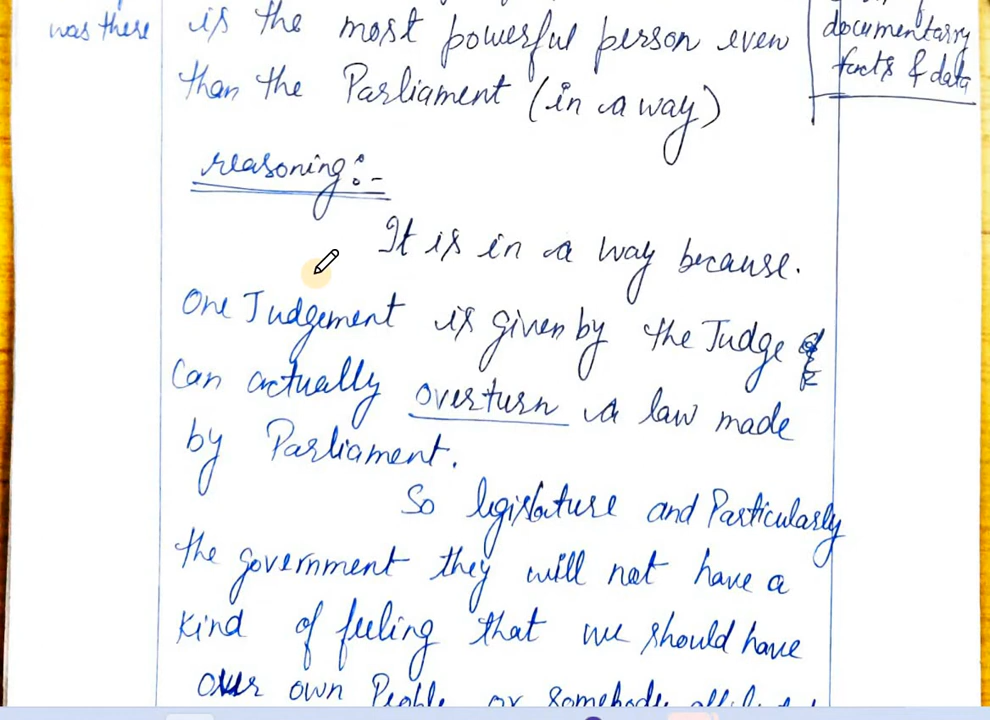 was there
is the most powerful person even
than the Parliament (in a way)
documentarry
facts & data
reasoning:-
It is in a way because.
One Judgement is given by the Judge
Can actually overturn a law made
by Parliament.
So legislature and Particularly
the government they will not have a
kind of feeling that we should have
our own People or somebody